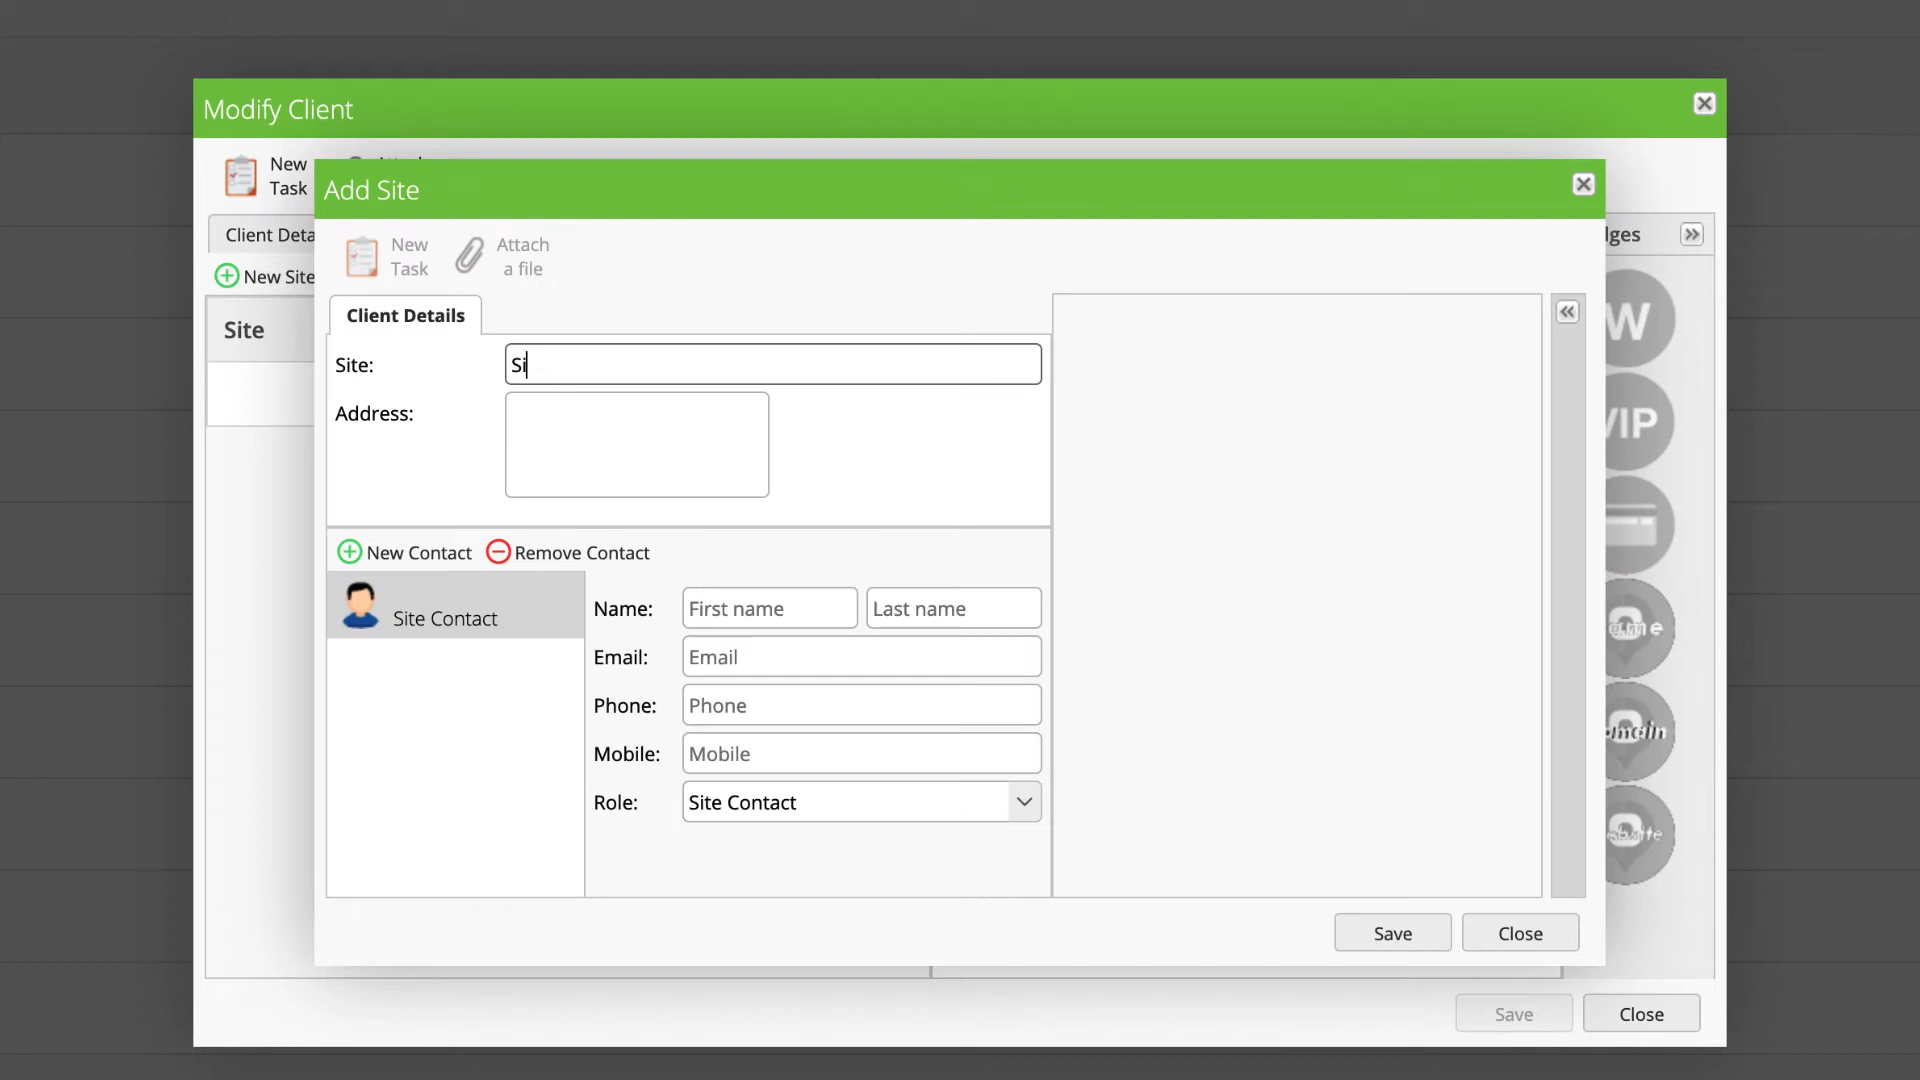 Modify Client
New
Task
Add Site
New
Task
Attach
a file
Client Deta
lges
New Site
Site
Client Details
Site:
Si
Address:
New Contact
Remove Contact
Site Contact
Name:
First name
Last name
Email:
Email
Phone:
Phone
Mobile:
Mobile
Role:
Site Contact
W
VIP
Save
Close
Save
Close